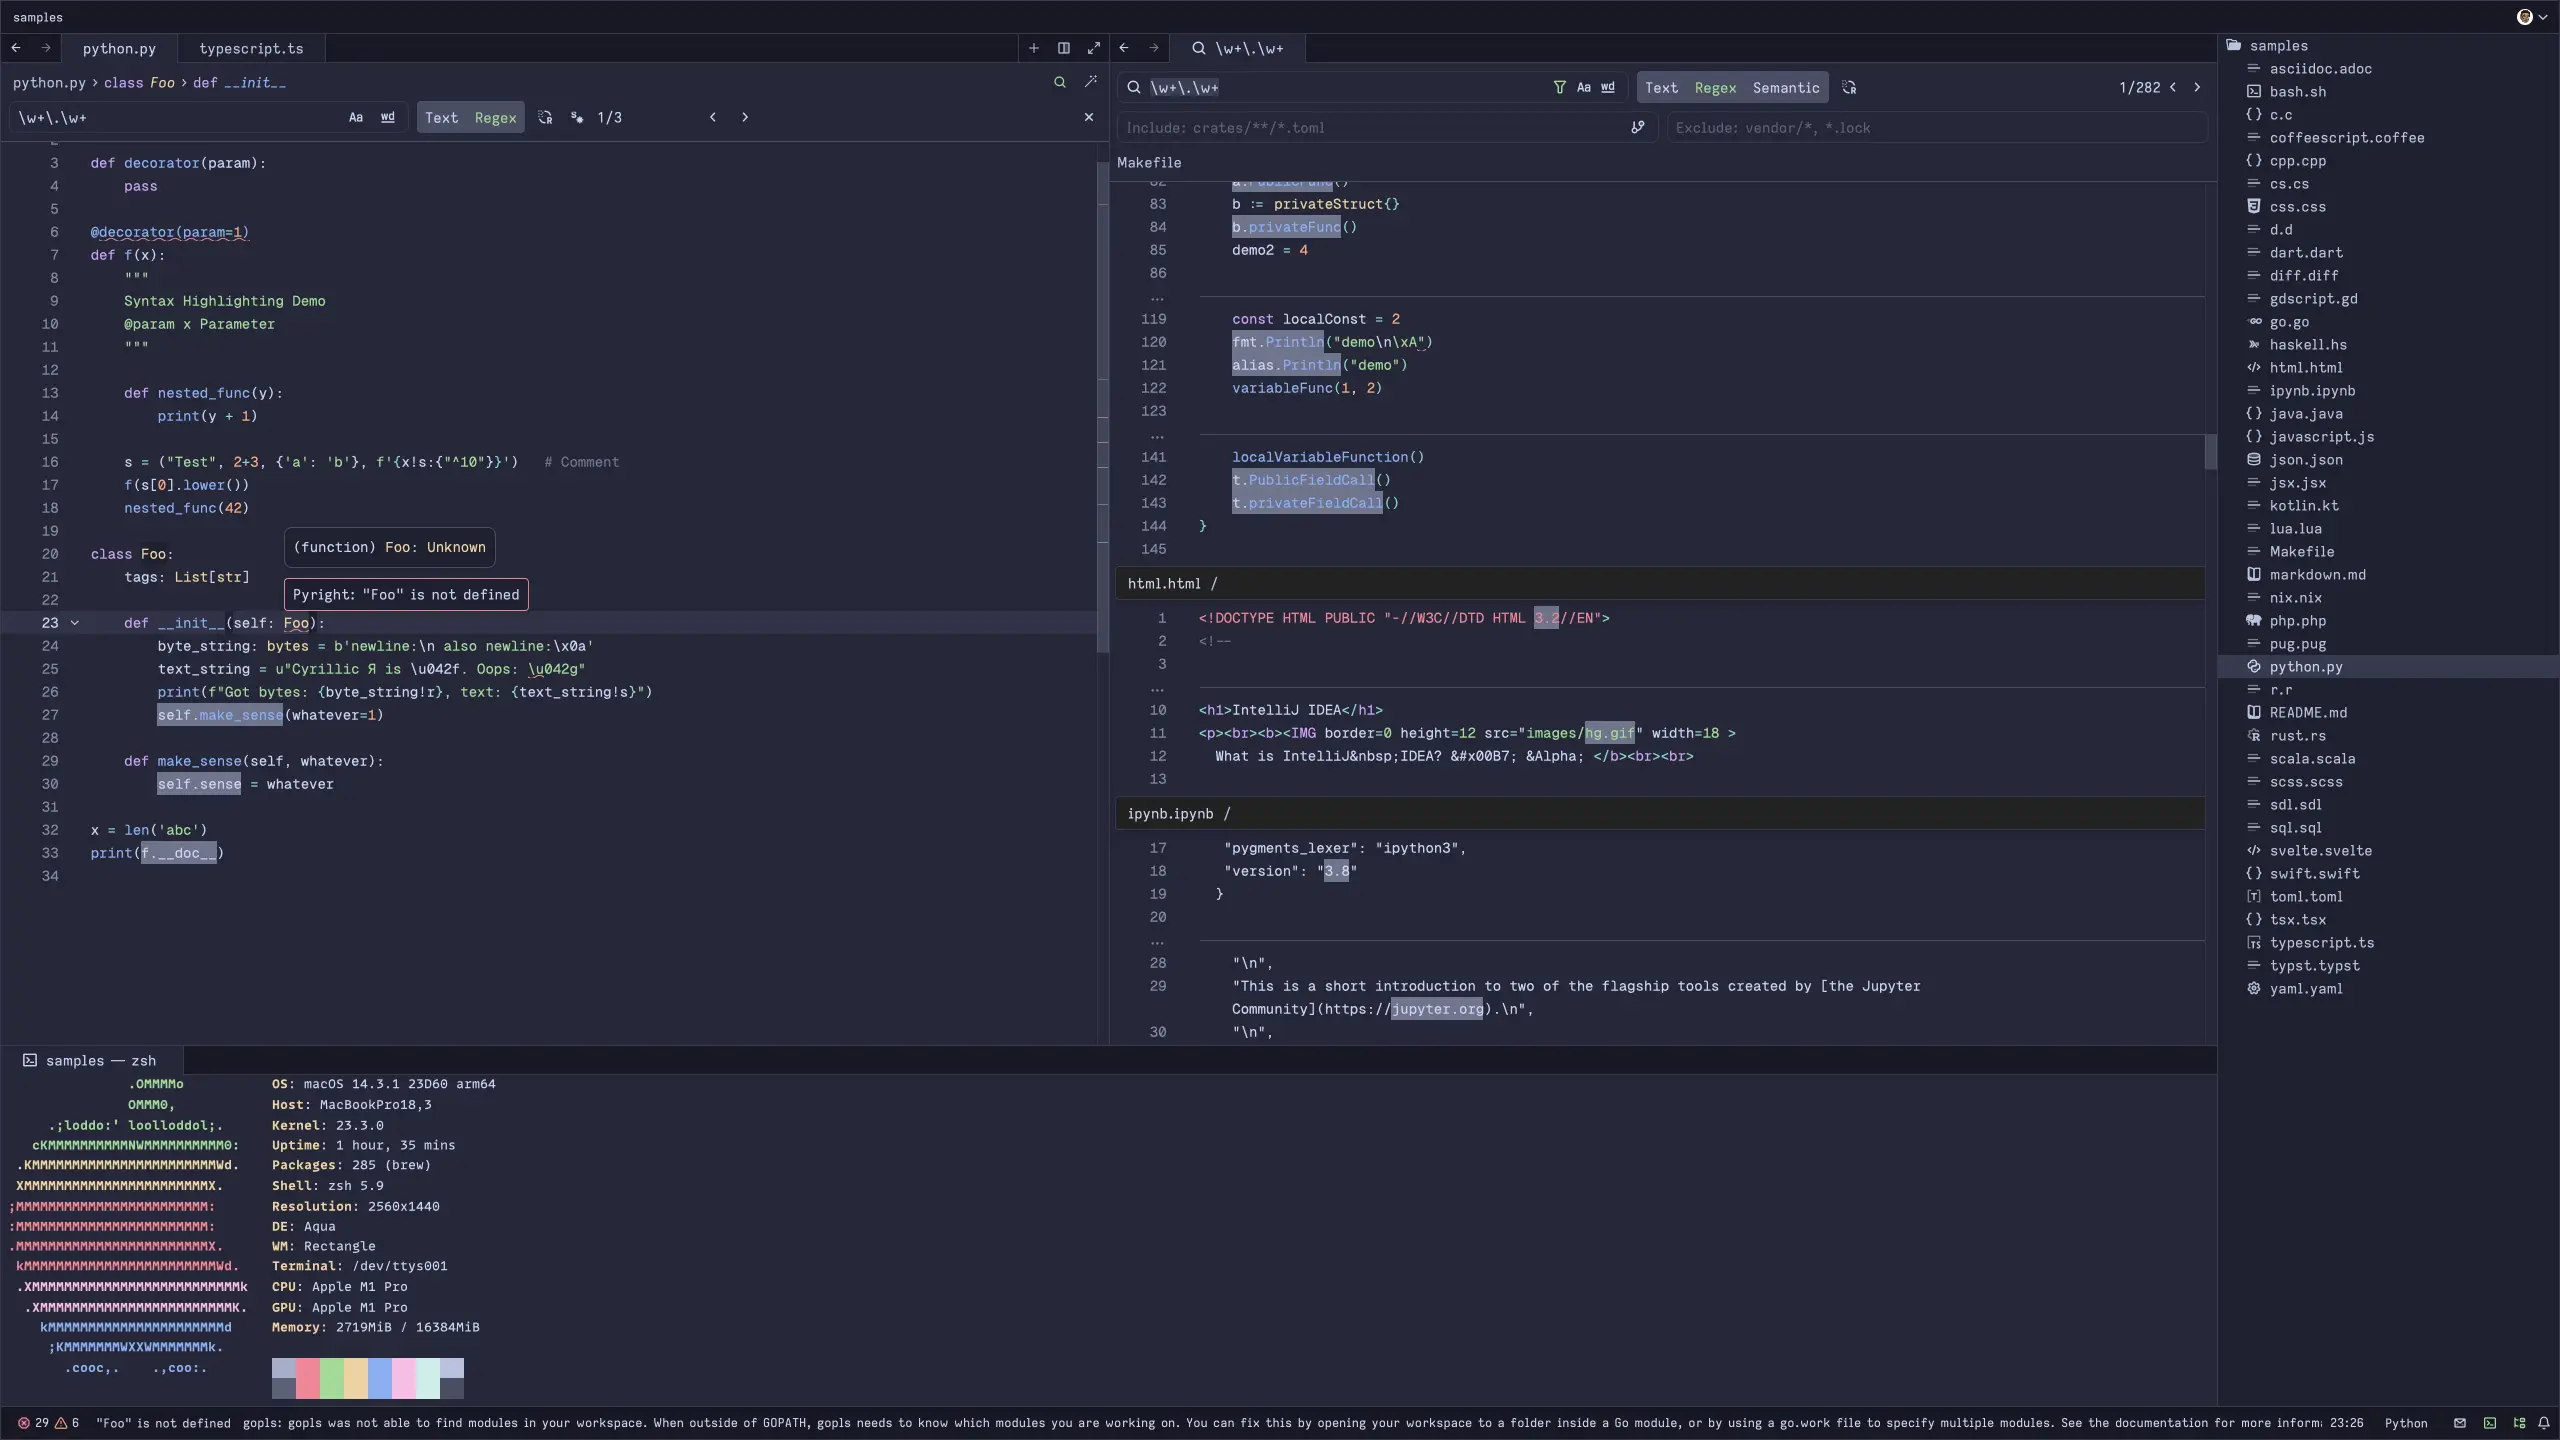 samples
python.py
typescript.ts
python.py › class Foo › def __init__
\w+\.\w+
Aa
wd
Text
Regex
1/3
3 def decorator(param):
4 pass
5
6 @decorator(param=1)
7 def f(x):
8 """
9 Syntax Highlighting Demo
10 @param x Parameter
11 """
12
13 def nested_func(y):
14 print(y + 1)
15
16 s = ("Test", 2+3, {'a': 'b'}, f'{x!s:{"^10"}}') # Comment
17 f(s[0].lower())
18 nested_func(42)
19
(function) Foo: Unknown
20 class Foo:
21 tags: List[str]
Pyright: "Foo" is not defined
22
23 def __init__(self: Foo):
24 byte_string: bytes = b'newline:\n also newline:\x0a'
25 text_string = u"Cyrillic Я is \u042f. Oops: \u042g"
26 print(f"Got bytes: {byte_string!r}, text: {text_string!s}")
27 self.make_sense(whatever=1)
28
29 def make_sense(self, whatever):
30 self.sense = whatever
31
32 x = len('abc')
33 print(f.__doc__)
34
\w+\.\w+
\w+\.\w+
Aa
wd
Text
Regex
Semantic
1/282
Include: crates/**/*.toml
Exclude: vendor/*, *.lock
Makefile
82 a.PublicFunc()
83 b := privateStruct{}
84 b.privateFunc()
85 demo2 = 4
86
...
119 const localConst = 2
120 fmt.Println("demo\n\xA")
121 alias.Println("demo")
122 variableFunc(1, 2)
123
...
141 localVariableFunction()
142 t.PublicFieldCall()
143 t.privateFieldCall()
144 }
145
html.html /
1 <!DOCTYPE HTML PUBLIC "-//W3C//DTD HTML 3.2//EN">
2 <!--
3
...
10 <h1>IntelliJ IDEA</h1>
11 <p><br><b><IMG border=0 height=12 src="images/hg.gif" width=18 >
12 What is IntelliJ&nbsp;IDEA? &#x00B7; &Alpha; </b><br><br>
13
ipynb.ipynb /
17 "pygments_lexer": "ipython3",
18 "version": "3.8"
19 }
20
...
28 "\n",
29 "This is a short introduction to two of the flagship tools created by [the Jupyter
Community](https://jupyter.org).\n",
30 "\n",
samples
asciidoc.adoc
bash.sh
c.c
coffeescript.coffee
cpp.cpp
cs.cs
css.css
d.d
dart.dart
diff.diff
gdscript.gd
go.go
haskell.hs
html.html
ipynb.ipynb
java.java
javascript.js
json.json
jsx.jsx
kotlin.kt
lua.lua
Makefile
markdown.md
nix.nix
php.php
pug.pug
python.py
r.r
README.md
rust.rs
scala.scala
scss.scss
sdl.sdl
sql.sql
svelte.svelte
swift.swift
toml.toml
tsx.tsx
typescript.ts
typst.typst
yaml.yaml
samples — zsh
.OMMMMo OS: macOS 14.3.1 23D60 arm64
OMMM0, Host: MacBookPro18,3
.;loddo:' loolloddol;. Kernel: 23.3.0
cKMMMMMMMMMMNWMMMMMMMMMM0: Uptime: 1 hour, 35 mins
.KMMMMMMMMMMMMMMMMMMMMMMMWd. Packages: 285 (brew)
XMMMMMMMMMMMMMMMMMMMMMMMX. Shell: zsh 5.9
;MMMMMMMMMMMMMMMMMMMMMMMM: Resolution: 2560x1440
:MMMMMMMMMMMMMMMMMMMMMMMM: DE: Aqua
.MMMMMMMMMMMMMMMMMMMMMMMMX. WM: Rectangle
kMMMMMMMMMMMMMMMMMMMMMMMMWd. Terminal: /dev/ttys001
.XMMMMMMMMMMMMMMMMMMMMMMMMMMk CPU: Apple M1 Pro
.XMMMMMMMMMMMMMMMMMMMMMMMMK. GPU: Apple M1 Pro
kMMMMMMMMMMMMMMMMMMMMMMd Memory: 2719MiB / 16384MiB
;KMMMMMMMWXXWMMMMMMMk.
.cooc,. .,coo:.
29 6 "Foo" is not defined gopls: gopls was not able to find modules in your workspace. When outside of GOPATH, gopls needs to know which modules you are working on. You can fix this by opening your workspace to a folder inside a Go module, or by using a go.work file to specify multiple modules. See the documentation for more inform 23:26 Python